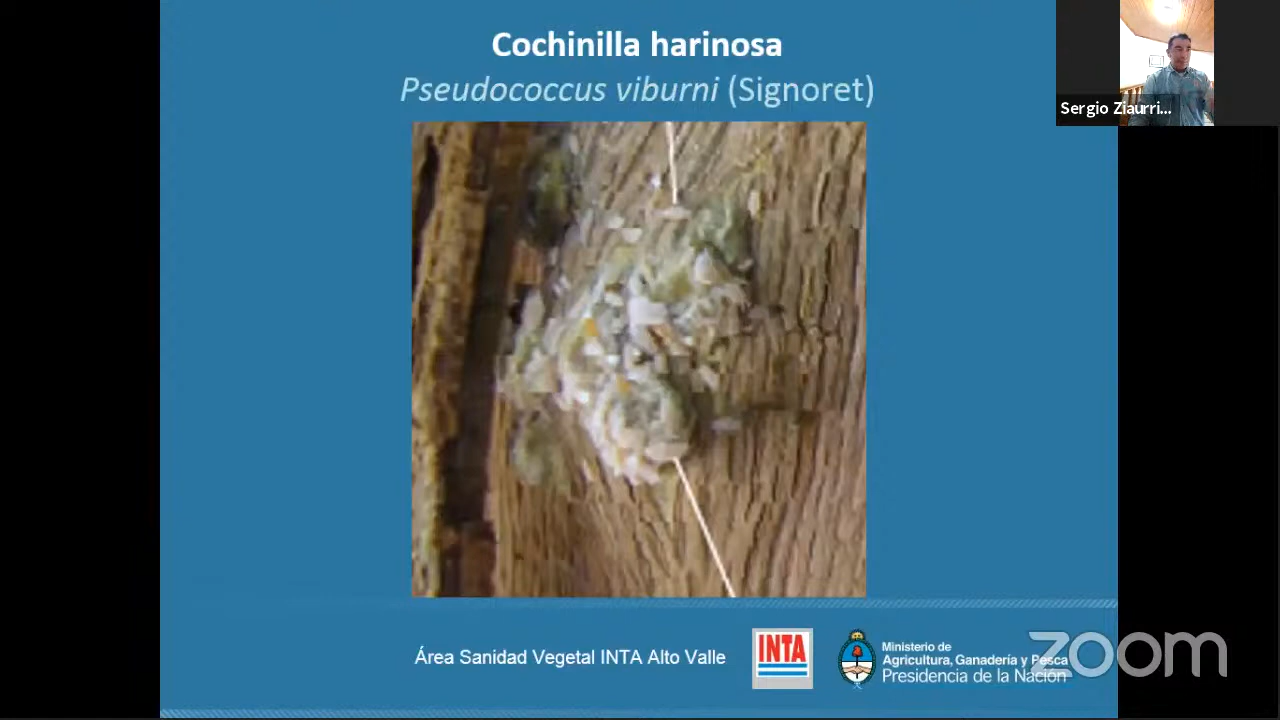 Cochinilla harinosa
Pseudococcus viburni (Signoret)
Sergio Ziaurri...
Área Sanidad Vegetal INTA Alto Valle
INTA
Ministerio de
Agricultura, Ganadería y Pesca
Presidencia de la Nación
zoom